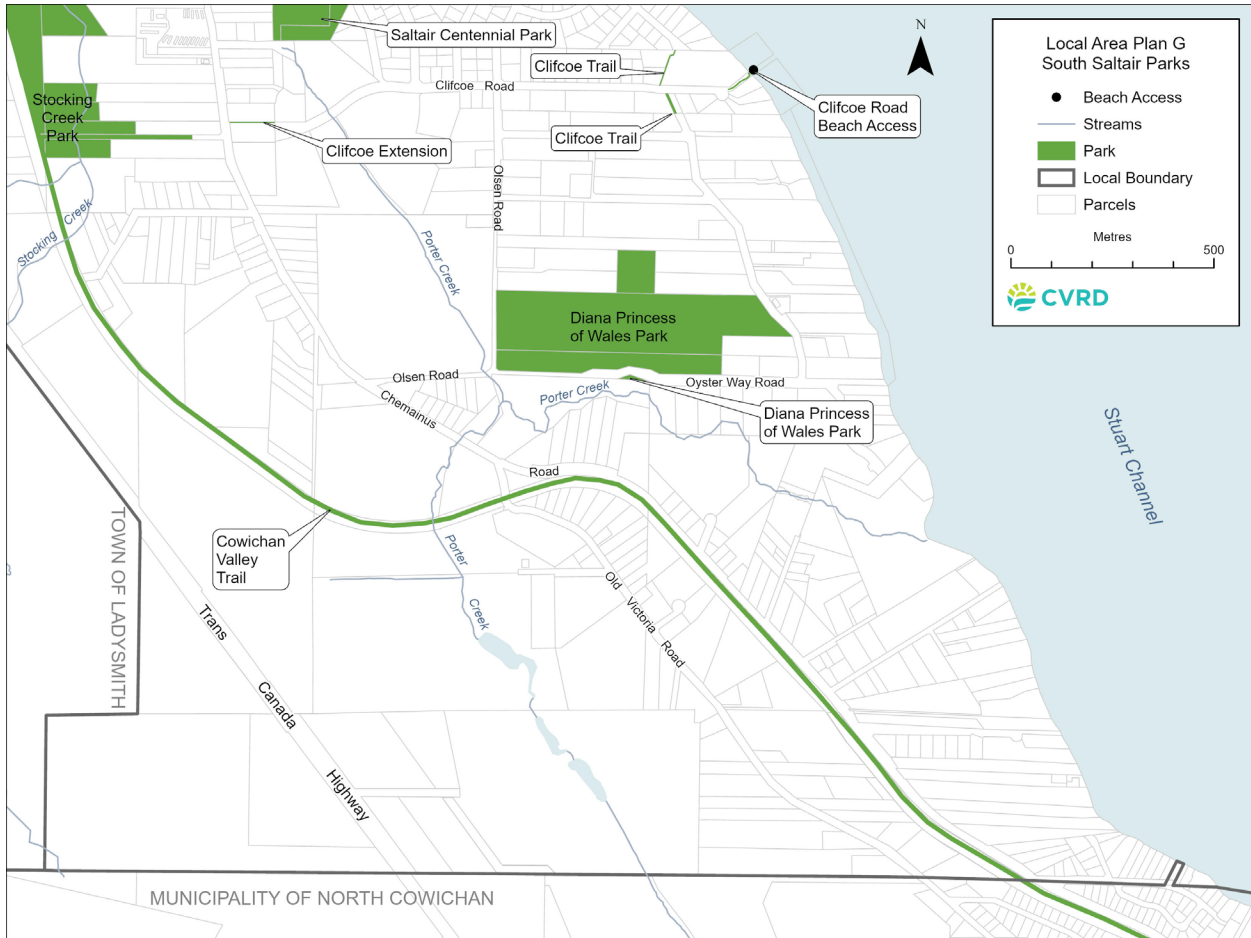 Saltair Centennial Park
Clifcoe Trail
Clifcoe Road
Stocking
Creek
Park
Clifcoe Road
Beach Access
Clifcoe Trail
Clifcoe Extension
Olsen Road
Stocking Creek
Porter Creek
Diana Princess
of Wales Park
Olsen Road
Oyster Way Road
Porter Creek
Chemainus
Road
Diana Princess
of Wales Park
Stuart Channel
Cowichan
Valley
Trail
TOWN OF LADYSMITH
Porter
Creek
Old Victoria Road
Trans
Canada
Highway
MUNICIPALITY OF NORTH COWICHAN
N
Local Area Plan G
South Saltair Parks
Beach Access
Streams
Park
Local Boundary
Parcels
Metres
0 500
CVRD